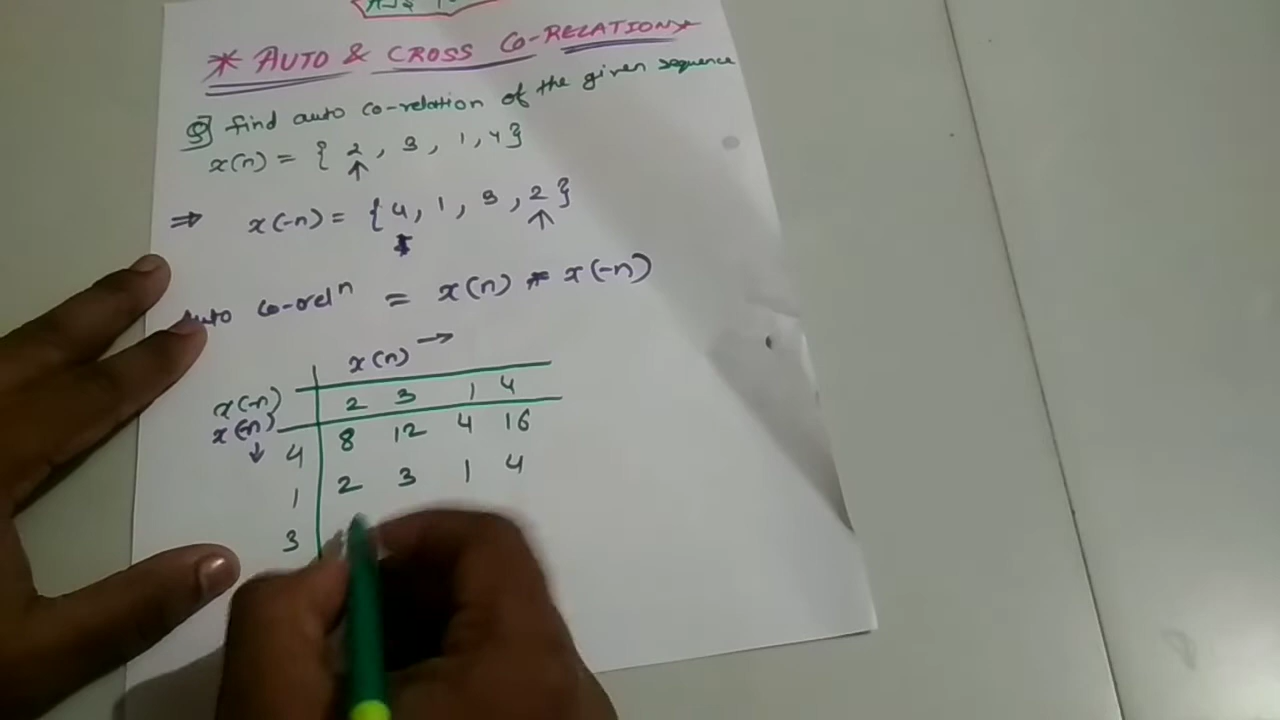 * AUTO & CROSS CO-RELATION *
Q] find auto co-relation of the given sequence
x(n) = { 2, 3, 1, 4 }
↑
⇒ x(-n) = { 4, 1, 3, 2 }
↑
Auto co-relⁿ = x(n) * x(-n)
x(n) →
x(-n) 2 3 1 4
x(-n) ↓
4 8 12 4 16
1 2 3 1 4
3